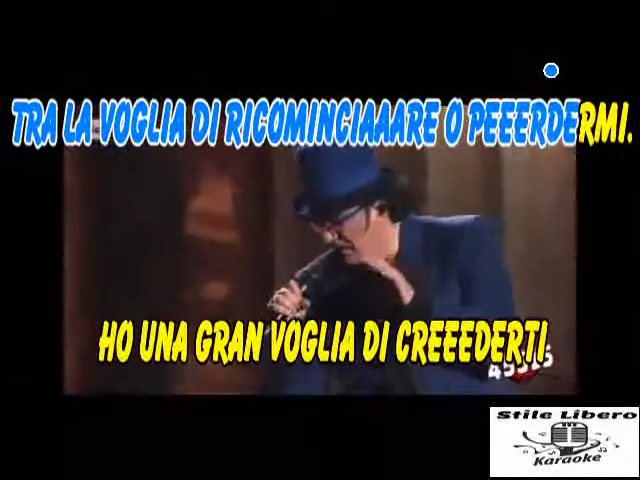 TRA LA VOGLIA DI RICOMINCIAAARE O PEEERDERMI.
HO UNA GRAN VOGLIA DI CREEEDERTI
Stile Libero
Karaoke